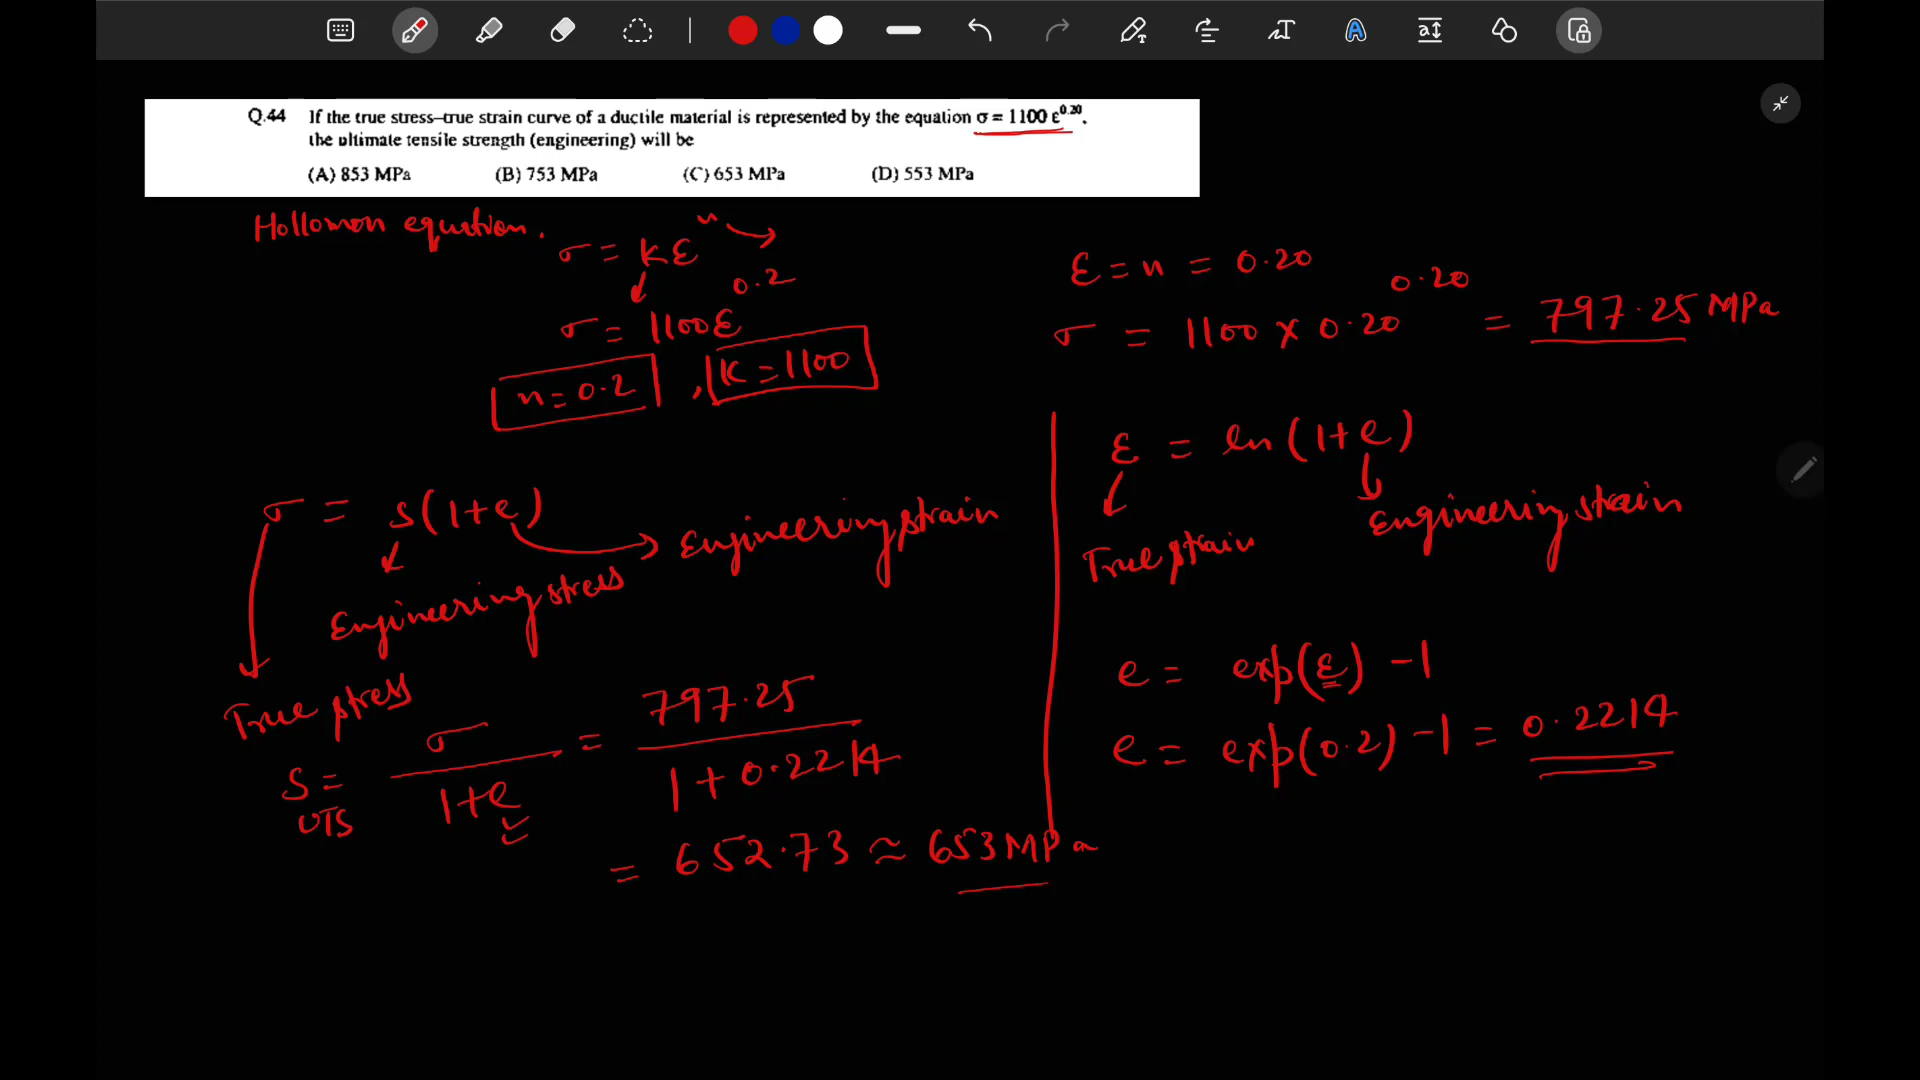 Q.44 If the true stress–true strain curve of a ductile material is represented by the equation σ = 1100 ε^0.20,
the ultimate tensile strength (engineering) will be
(A) 853 MPa (B) 753 MPa (C) 653 MPa (D) 553 MPa
Hollomon equation.
σ = Kε^n
σ = 1100ε^0.2
n = 0.2 , K = 1100
ε = n = 0.20
σ = 1100 × 0.20^0.20 = 797.25 MPa
σ = s(1+e)
Engineering strain
Engineering stress
True stress
S = σ/(1+e) = 797.25/(1+0.2214)
UTS
= 652.73 ≈ 653 MPa
ε = ln(1+e)
Engineering strain
True strain
e = exp(ε) -1
e = exp(0.2) -1 = 0.2214